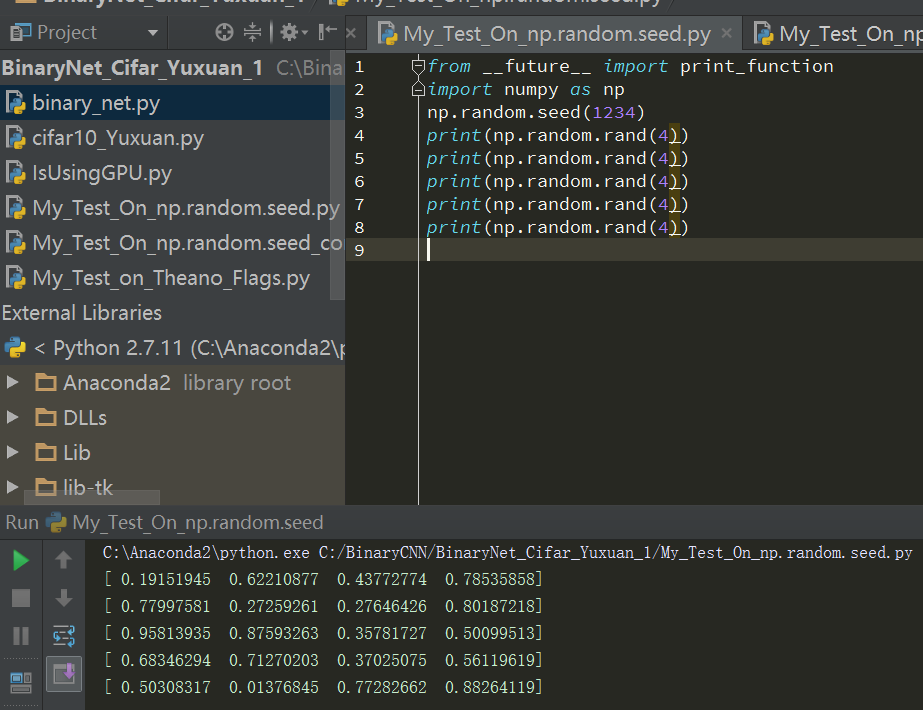 BinaryNet_Cifar_Yuxuan_1 My_Test_On_np.random.seed.py
Project
My_Test_On_np.random.seed.py
My_Test_On_np
BinaryNet_Cifar_Yuxuan_1 C:\Bina
binary_net.py
cifar10_Yuxuan.py
IsUsingGPU.py
My_Test_On_np.random.seed.py
My_Test_On_np.random.seed_co
My_Test_on_Theano_Flags.py
External Libraries
< Python 2.7.11 (C:\Anaconda2\p
Anaconda2 library root
DLLs
Lib
lib-tk
1 from __future__ import print_function
2 import numpy as np
3 np.random.seed(1234)
4 print(np.random.rand(4))
5 print(np.random.rand(4))
6 print(np.random.rand(4))
7 print(np.random.rand(4))
8 print(np.random.rand(4))
9
Run My_Test_On_np.random.seed
C:\Anaconda2\python.exe C:/BinaryCNN/BinaryNet_Cifar_Yuxuan_1/My_Test_On_np.random.seed.py
[ 0.19151945 0.62210877 0.43772774 0.78535858]
[ 0.77997581 0.27259261 0.27646426 0.80187218]
[ 0.95813935 0.87593263 0.35781727 0.50099513]
[ 0.68346294 0.71270203 0.37025075 0.56119619]
[ 0.50308317 0.01376845 0.77282662 0.88264119]